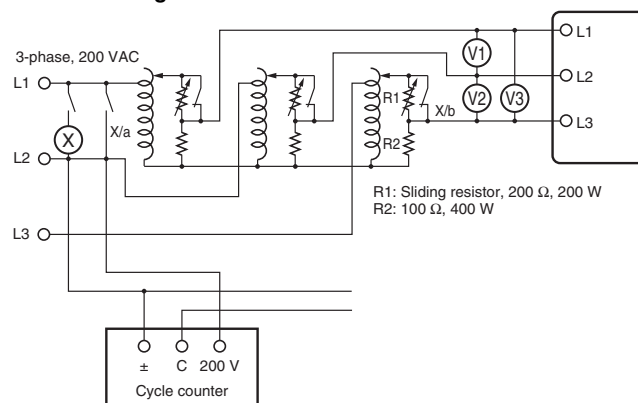 3-phase, 200 VAC
L1
L2
L3
X
X/a
R1
R2
X/b
V1
V2
V3
L1
L2
L3
R1: Sliding resistor, 200 Ω, 200 W
R2: 100 Ω, 400 W
± C 200 V
Cycle counter